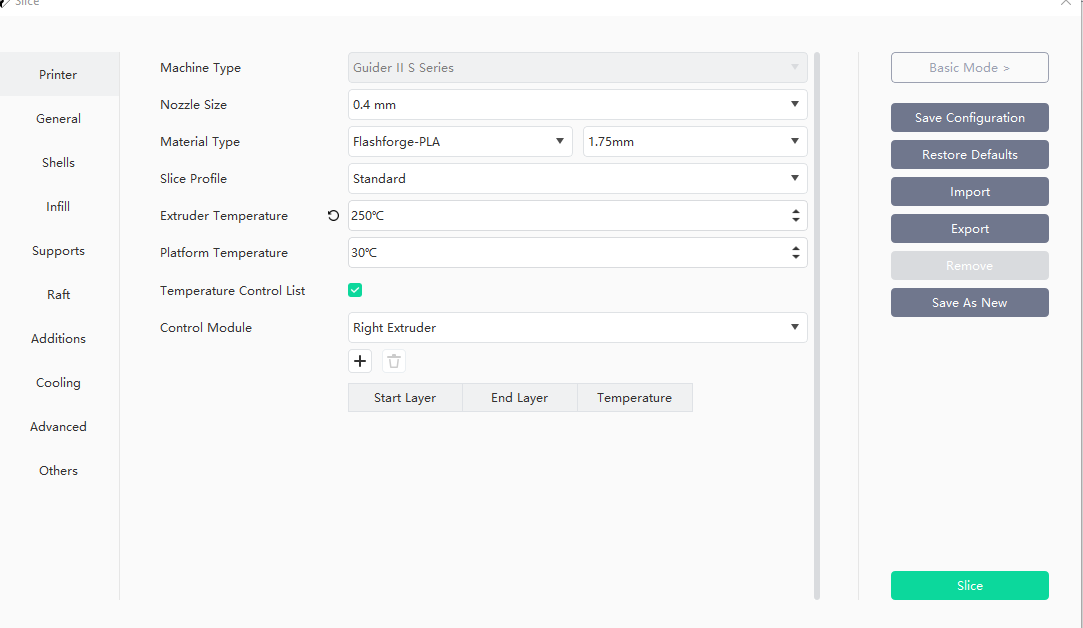 Slice
Printer
General
Shells
Infill
Supports
Raft
Additions
Cooling
Advanced
Others
Machine Type
Guider II S Series
Nozzle Size
0.4 mm
Material Type
Flashforge-PLA
1.75mm
Slice Profile
Standard
Extruder Temperature
250℃
Platform Temperature
30℃
Temperature Control List
Control Module
Right Extruder
Start Layer
End Layer
Temperature
Basic Mode >
Save Configuration
Restore Defaults
Import
Export
Remove
Save As New
Slice